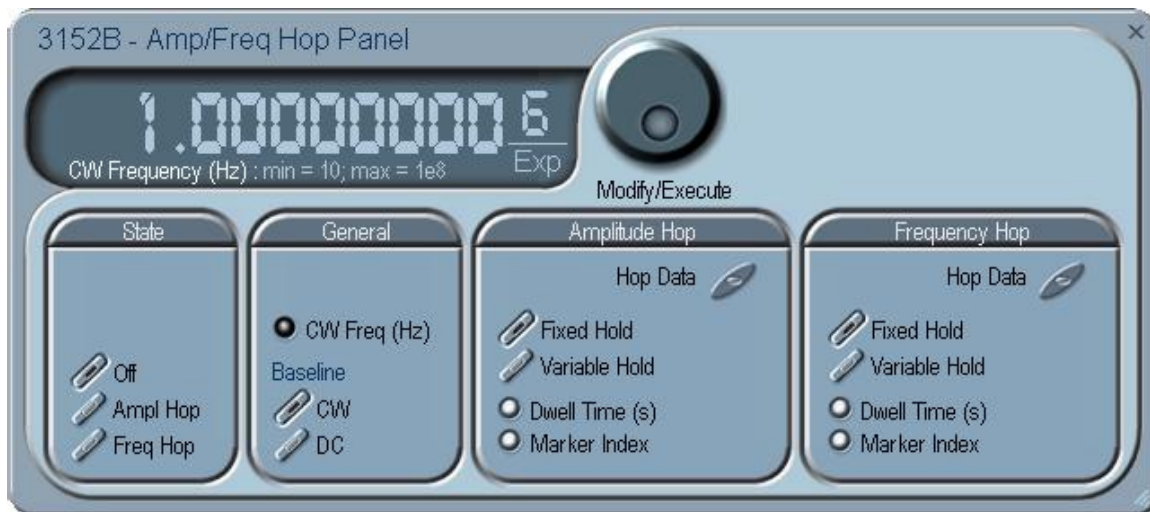 3152B - Amp/Freq Hop Panel
1.00000000 6
Exp
CW Frequency (Hz) : min = 10; max = 1e8
Modify/Execute
State
Off
Ampl Hop
Freq Hop
General
CW Freq (Hz)
Baseline
CW
DC
Amplitude Hop
Hop Data
Fixed Hold
Variable Hold
Dwell Time (s)
Marker Index
Frequency Hop
Hop Data
Fixed Hold
Variable Hold
Dwell Time (s)
Marker Index